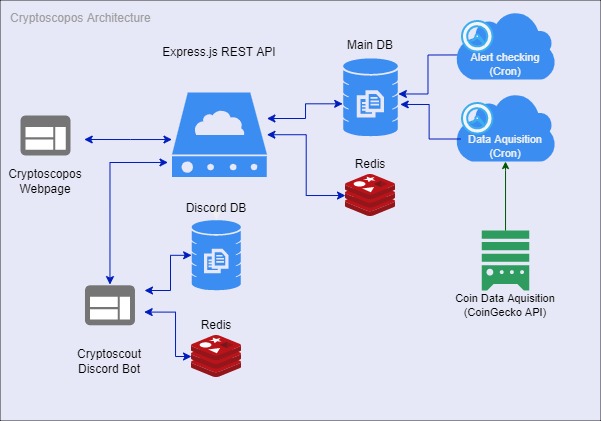 Cryptoscopos Architecture
Express.js REST API
Main DB
Alert checking
(Cron)
Data Aquisition
(Cron)
Cryptoscopos
Webpage
Redis
Discord DB
Coin Data Aquisition
(CoinGecko API)
Redis
Cryptoscout
Discord Bot